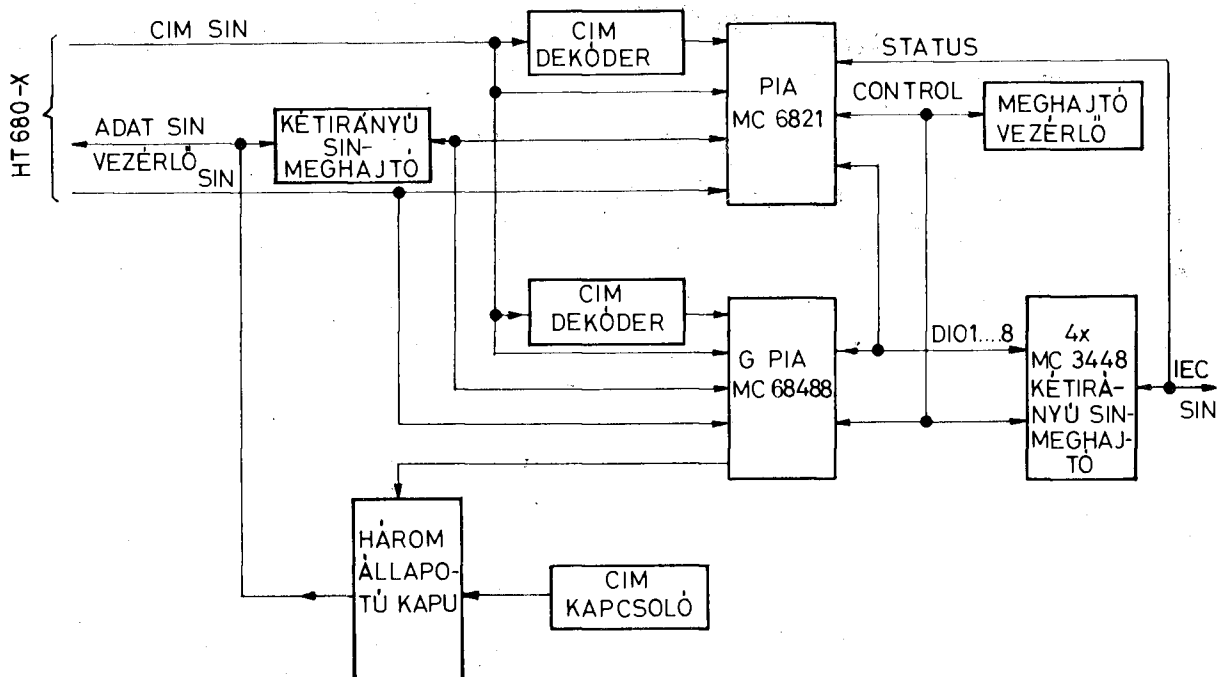 CIM SIN
CIM
DEKÓDER
STATUS
PIA
MC 6821
CONTROL
MEGHAJTÓ
VEZÉRLŐ
HT 680-X
ADAT SIN
VEZÉRLŐ
SIN
KÉTIRÁNYÚ
SIN-
MEGHAJTÓ
CIM
DEKÓDER
G PIA
MC 68488
DIO1....8
4x
MC 3448
KÉTIRÁ-
NYÚ SIN-
MEGHAJ-
TÓ
IEC
SIN
HÁROM
ÁLLAPO-
TÚ KAPU
CIM
KAPCSOLÓ